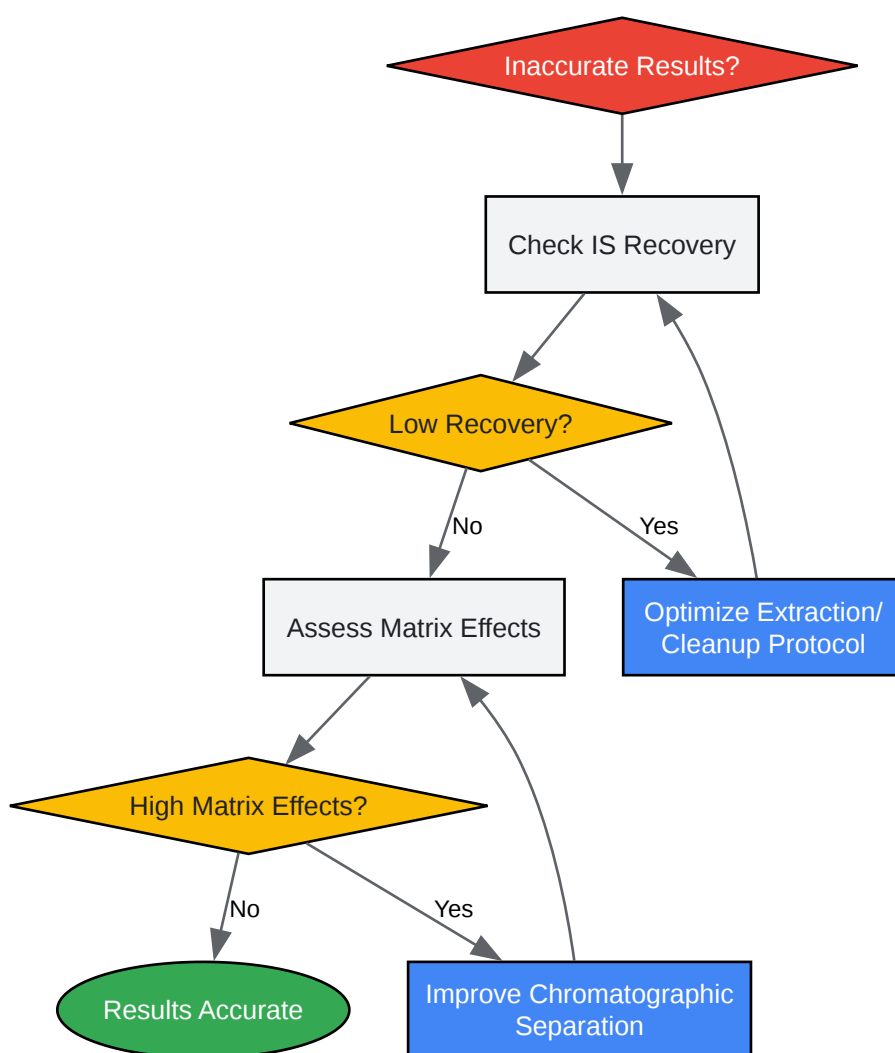 Inaccurate Results?
Check IS Recovery
Low Recovery?
No
Yes
Assess Matrix Effects
Optimize Extraction/
Cleanup Protocol
High Matrix Effects?
No
Yes
Results Accurate
Improve Chromatographic
Separation